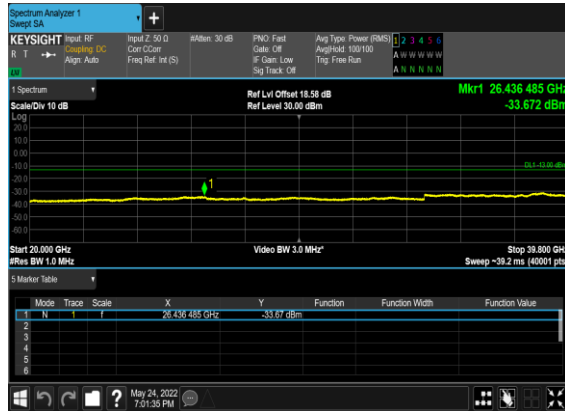 Spectrum Analyzer 1
Swept SA
KEYSIGHT Input: RF Input Z: 50 Ω #Atten: 30 dB PNO: Fast Avg Type: Power (RMS) 1 2 3 4 5 6
R T Coupling: DC Corr CCorr Gate: Off Avg|Hold: 100/100 A W W W W W
Align: Auto Freq Ref: Int (S) IF Gain: Low Trig: Free Run
Sig Track: Off A N N N N N
1 Spectrum Ref Lvl Offset 18.58 dB Mkr1 26.436 485 GHz
Scale/Div 10 dB Ref Level 30.00 dBm -33.672 dBm
Log
20.0
10.0
0.00
-10.0
DL1 -13.00 dBm
-20.0
1
-30.0
-40.0
-50.0
-60.0
Start 20.000 GHz Video BW 3.0 MHz* Stop 39.800 GHz
#Res BW 1.0 MHz Sweep ~39.2 ms (40001 pts)
5 Marker Table
Mode Trace Scale X Y Function Function Width Function Value
1 N 1 f 26.436 485 GHz -33.67 dBm
2
3
4
5
6
? May 24, 2022
7:01:35 PM